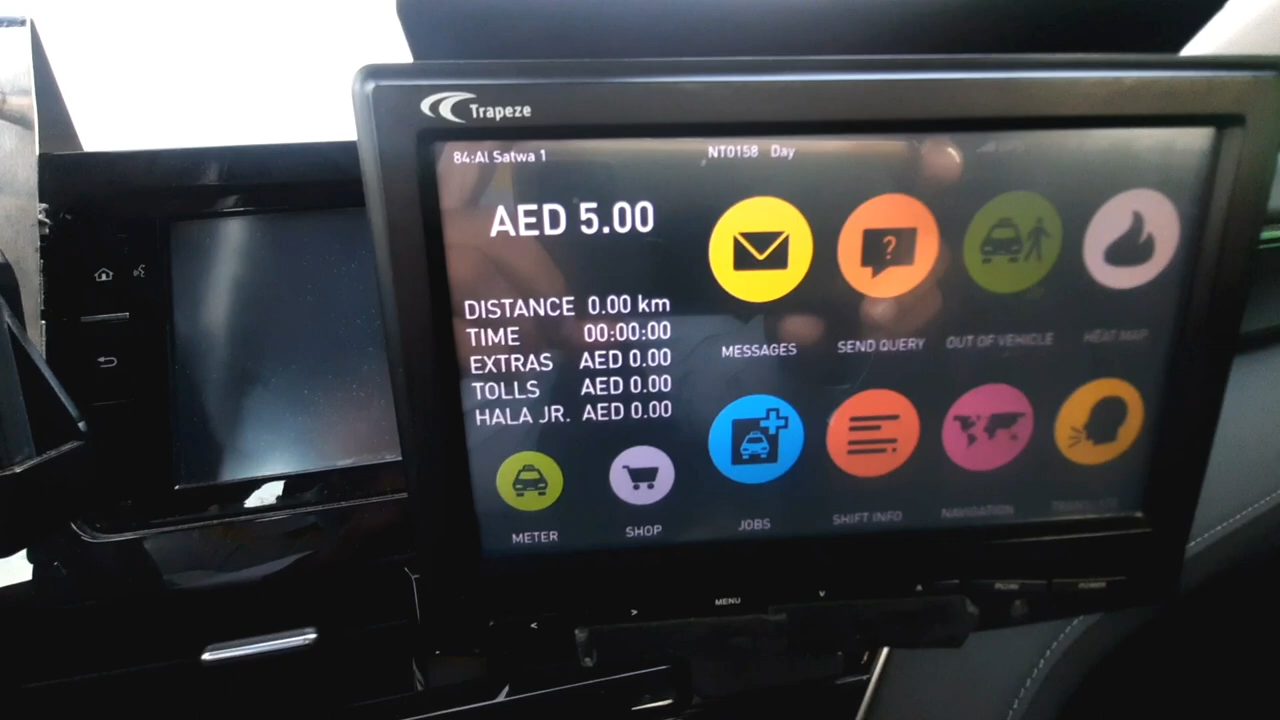 Trapeze
84:Al Satwa 1
NT0158 Day
AED 5.00
DISTANCE 0.00 km
TIME 00:00:00
EXTRAS AED 0.00
TOLLS AED 0.00
HALA JR. AED 0.00
METER
SHOP
?
MESSAGES
SEND QUERY
OUT OF VEHICLE
HEAT MAP
JOBS
SHIFT INFO
NAVIGATION
<
>
MENU
POWER